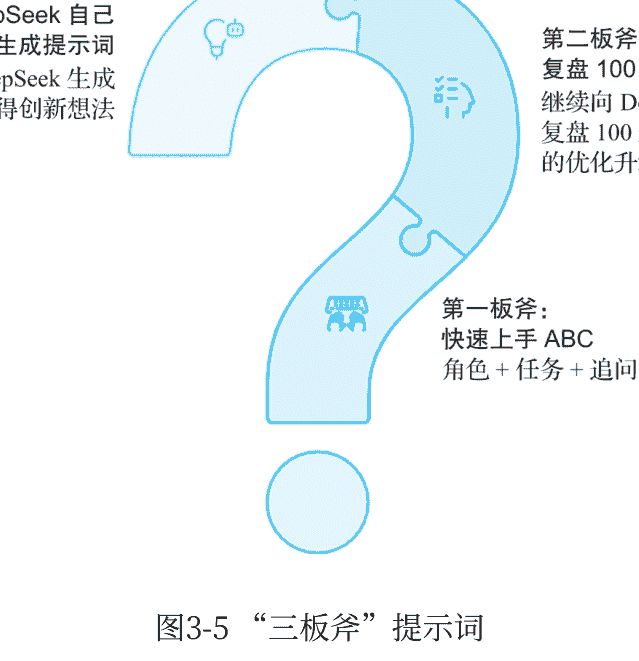 pSeek 自己
生成提示词
epSeek 生成
得创新想法
第二板斧
复盘 100
继续向 D
复盘 100
的优化升
第一板斧：
快速上手 ABC
角色 + 任务 + 追问
图3-5 “三板斧”提示词